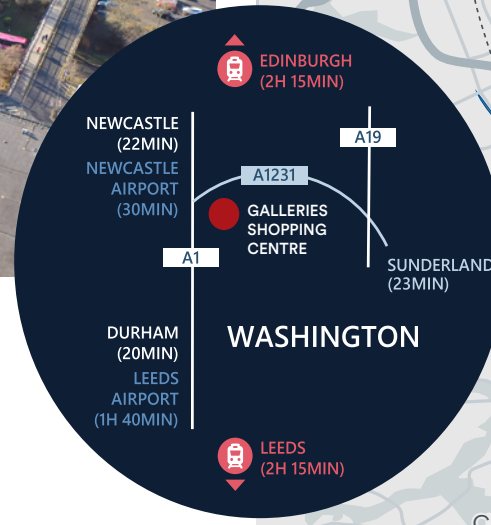 EDINBURGH
(2H 15MIN)
NEWCASTLE
(22MIN)
NEWCASTLE
AIRPORT
(30MIN)
A19
A1231
GALLERIES
SHOPPING
CENTRE
A1
SUNDERLAND
(23MIN)
DURHAM
(20MIN)
WASHINGTON
LEEDS
AIRPORT
(1H 40MIN)
LEEDS
(2H 15MIN)